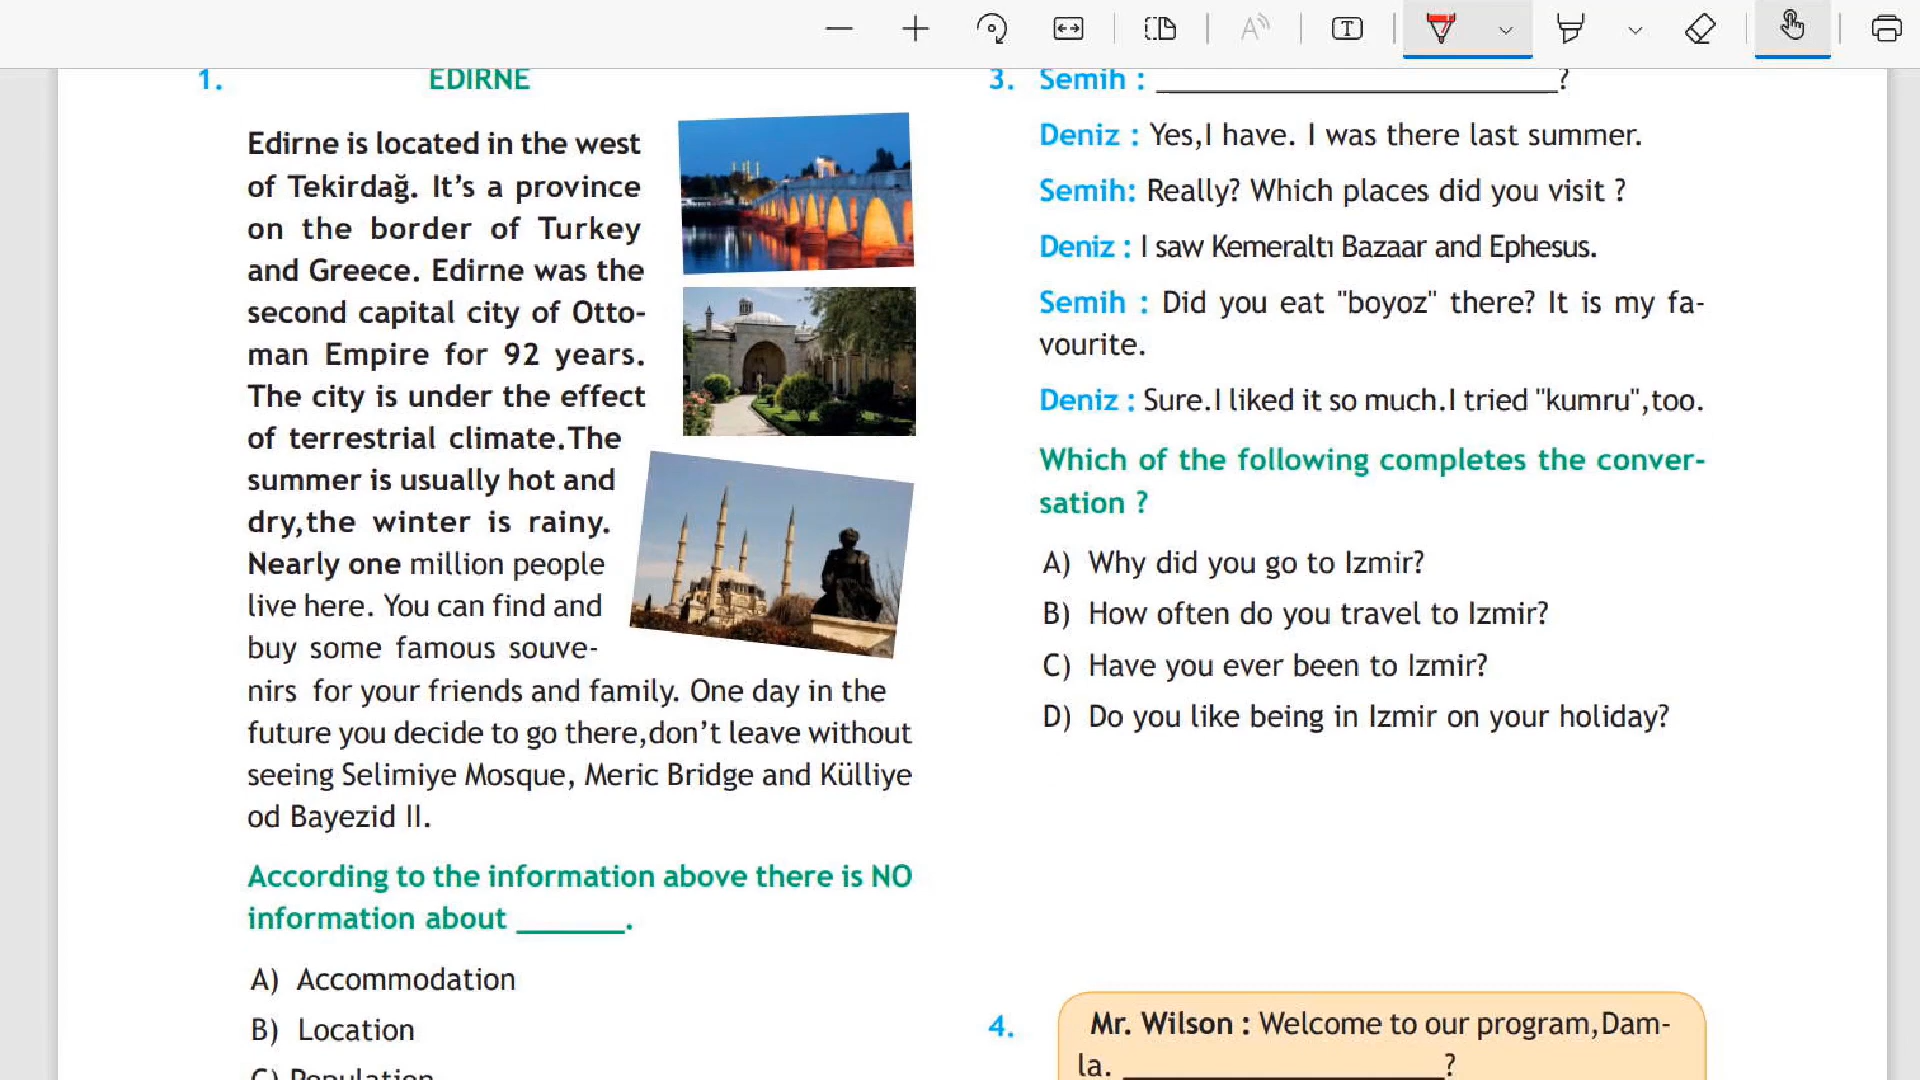 1. EDIRNE
Edirne is located in the west
of Tekirdağ. It’s a province
on the border of Turkey
and Greece. Edirne was the
second capital city of Otto-
man Empire for 92 years.
The city is under the effect
of terrestrial climate.The
summer is usually hot and
dry,the winter is rainy.
Nearly one million people
live here. You can find and
buy some famous souve-
nirs for your friends and family. One day in the
future you decide to go there,don’t leave without
seeing Selimiye Mosque, Meric Bridge and Külliye
od Bayezid II.
According to the information above there is NO
information about _______.
A) Accommodation
B) Location
C) Population
3. Semih : __________________________?
Deniz : Yes,I have. I was there last summer.
Semih: Really? Which places did you visit ?
Deniz : I saw Kemeraltı Bazaar and Ephesus.
Semih : Did you eat "boyoz" there? It is my fa-
vourite.
Deniz : Sure.I liked it so much.I tried "kumru",too.
Which of the following completes the conver-
sation ?
A) Why did you go to Izmir?
B) How often do you travel to Izmir?
C) Have you ever been to Izmir?
D) Do you like being in Izmir on your holiday?
4. Mr. Wilson : Welcome to our program,Dam-
la. _____________________?